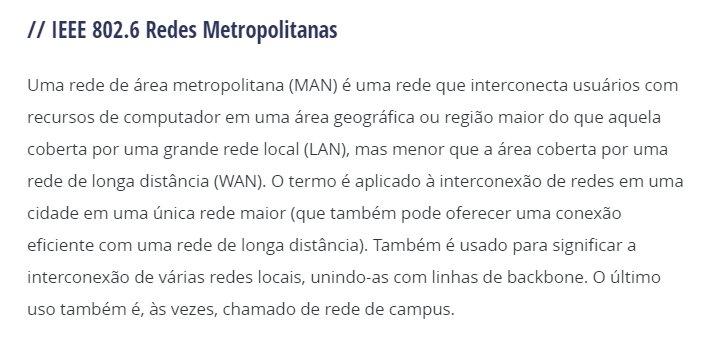 // IEEE 802.6 Redes Metropolitanas
Uma rede de área metropolitana (MAN) é uma rede que interconecta usuários com
recursos de computador em uma área geográfica ou região maior do que aquela
coberta por uma grande rede local (LAN), mas menor que a área coberta por uma
rede de longa distância (WAN). O termo é aplicado à interconexão de redes em uma
cidade em uma única rede maior (que também pode oferecer uma conexão
eficiente com uma rede de longa distância). Também é usado para significar a
interconexão de várias redes locais, unindo-as com linhas de backbone. O último
uso também é, às vezes, chamado de rede de campus.